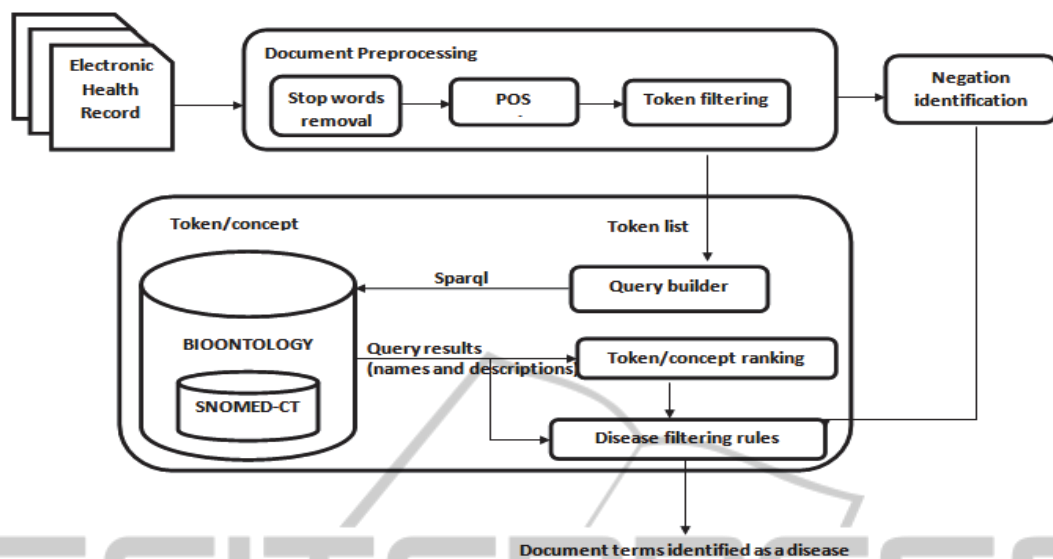 Electronic
Health
Record
Document Preprocessing
Stop words
removal
POS
Token filtering
Negation
identification
Token/concept
Token list
Sparql
Query builder
BIOONTOLOGY
Query results
(names and descriptions)
Token/concept ranking
SNOMED-CT
Disease filtering rules
Document terms identified as a disease